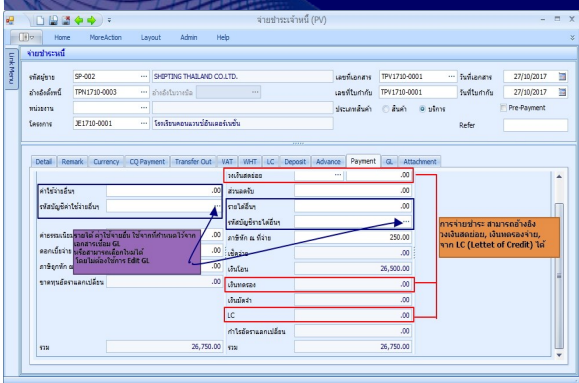 จ่ายชำระเจ้าหนี้ (PV)
Home MoreAction Layout Admin Help
Link Menu
จ่ายชำระหนี้
รหัสผู้ขาย SP-002 ... SHIPTING THAILAND CO.LTD. เลขที่เอกสาร TPV1710-0001 ... วันที่เอกสาร 27/10/2017
อ้างอิงตั้งหนี้ TPN1710-0003 ... อ้างอิงใบวางบิล ... เลขที่ใบกำกับ TPV1710-0001 วันที่ใบกำกับ 27/10/2017
หน่วยงาน ... ประเภทสินค้า สินค้า บริการ Pre-Payment
โครงการ JE1710-0001 ... โรงเรียนคอนแวนซ์อินเตอร์เนชั่น Refer
Detail Remark Currency CQ Payment Transfer Out VAT WHT LC Deposit Advance Payment GL Attachment
วงเงินสดย่อย ... .00
ค่าใช้จ่ายอื่นๆ .00 ส่วนลดรับ .00
รหัสบัญชีค่าใช้จ่ายอื่นๆ ... รายได้อื่นๆ .00
รหัสบัญชีรายได้อื่นๆ ...
ค่าธรรมเนียม .00 ภาษีหัก ณ ที่จ่าย 250.00
รายได้ ค่าใช้จ่ายอื่น ใช้จากที่กำหนดไว้จาก
เอกสารเชื่อม GL
หรือสามารถเลือกใหม่ได้
โดยไม่ต้องใช้การ Edit GL
การจ่ายชำระ สามารถอ้างอิง
วงเงินสดย่อย, เงินทดรองจ่าย,
จาก LC (Lettet of Credit) ได้
ดอกเบี้ยจ่าย .00 เช็คจ่าย .00
ภาษีถูกหัก ณ .00 เงินโอน 26,500.00
ขาดทุนอัตราแลกเปลี่ยน .00 เงินทดรอง .00
เงินมัดจำ .00
LC .00
กำไรอัตราแลกเปลี่ยน .00
รวม 26,750.00 รวม 26,750.00